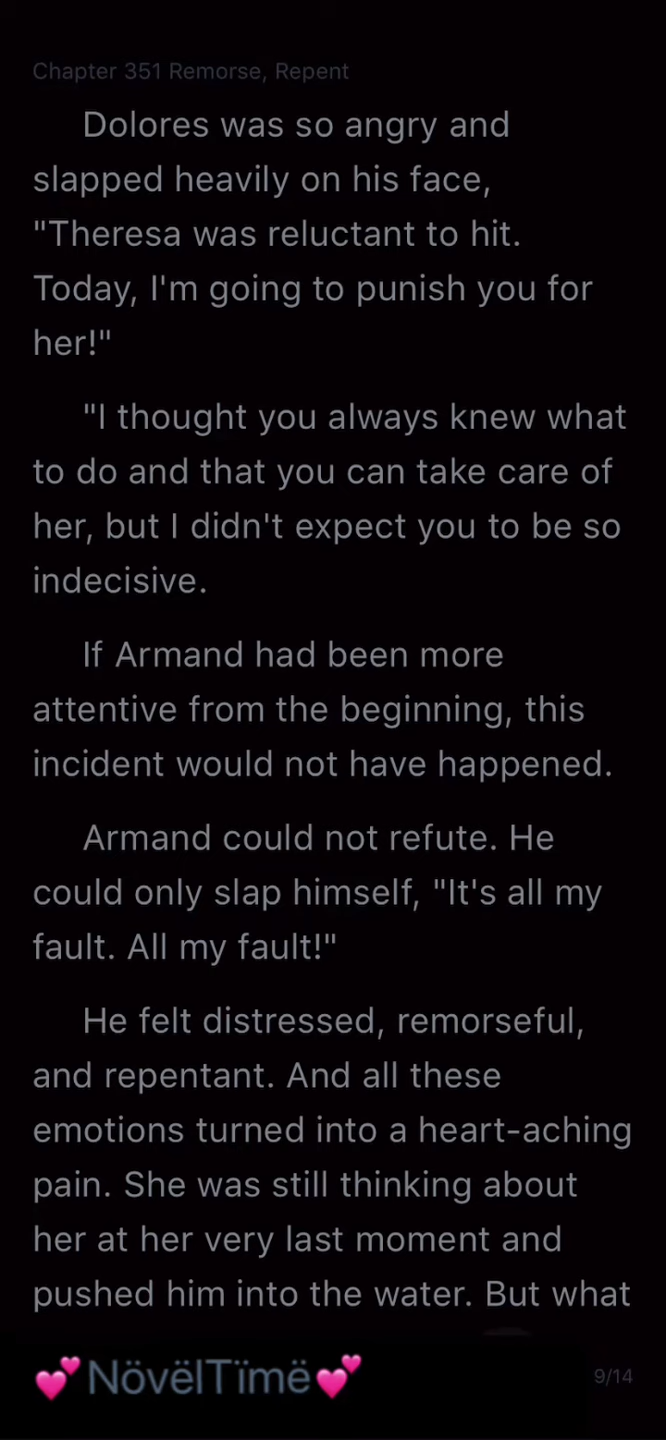 Chapter 351 Remorse, Repent
Dolores was so angry and
slapped heavily on his face,
"Theresa was reluctant to hit.
Today, I'm going to punish you for
her!"
"I thought you always knew what
to do and that you can take care of
her, but I didn't expect you to be so
indecisive.
If Armand had been more
attentive from the beginning, this
incident would not have happened.
Armand could not refute. He
could only slap himself, "It's all my
fault. All my fault!"
He felt distressed, remorseful,
and repentant. And all these
emotions turned into a heart-aching
pain. She was still thinking about
her at her very last moment and
pushed him into the water. But what
💕NövëlTïmë💕
9/14